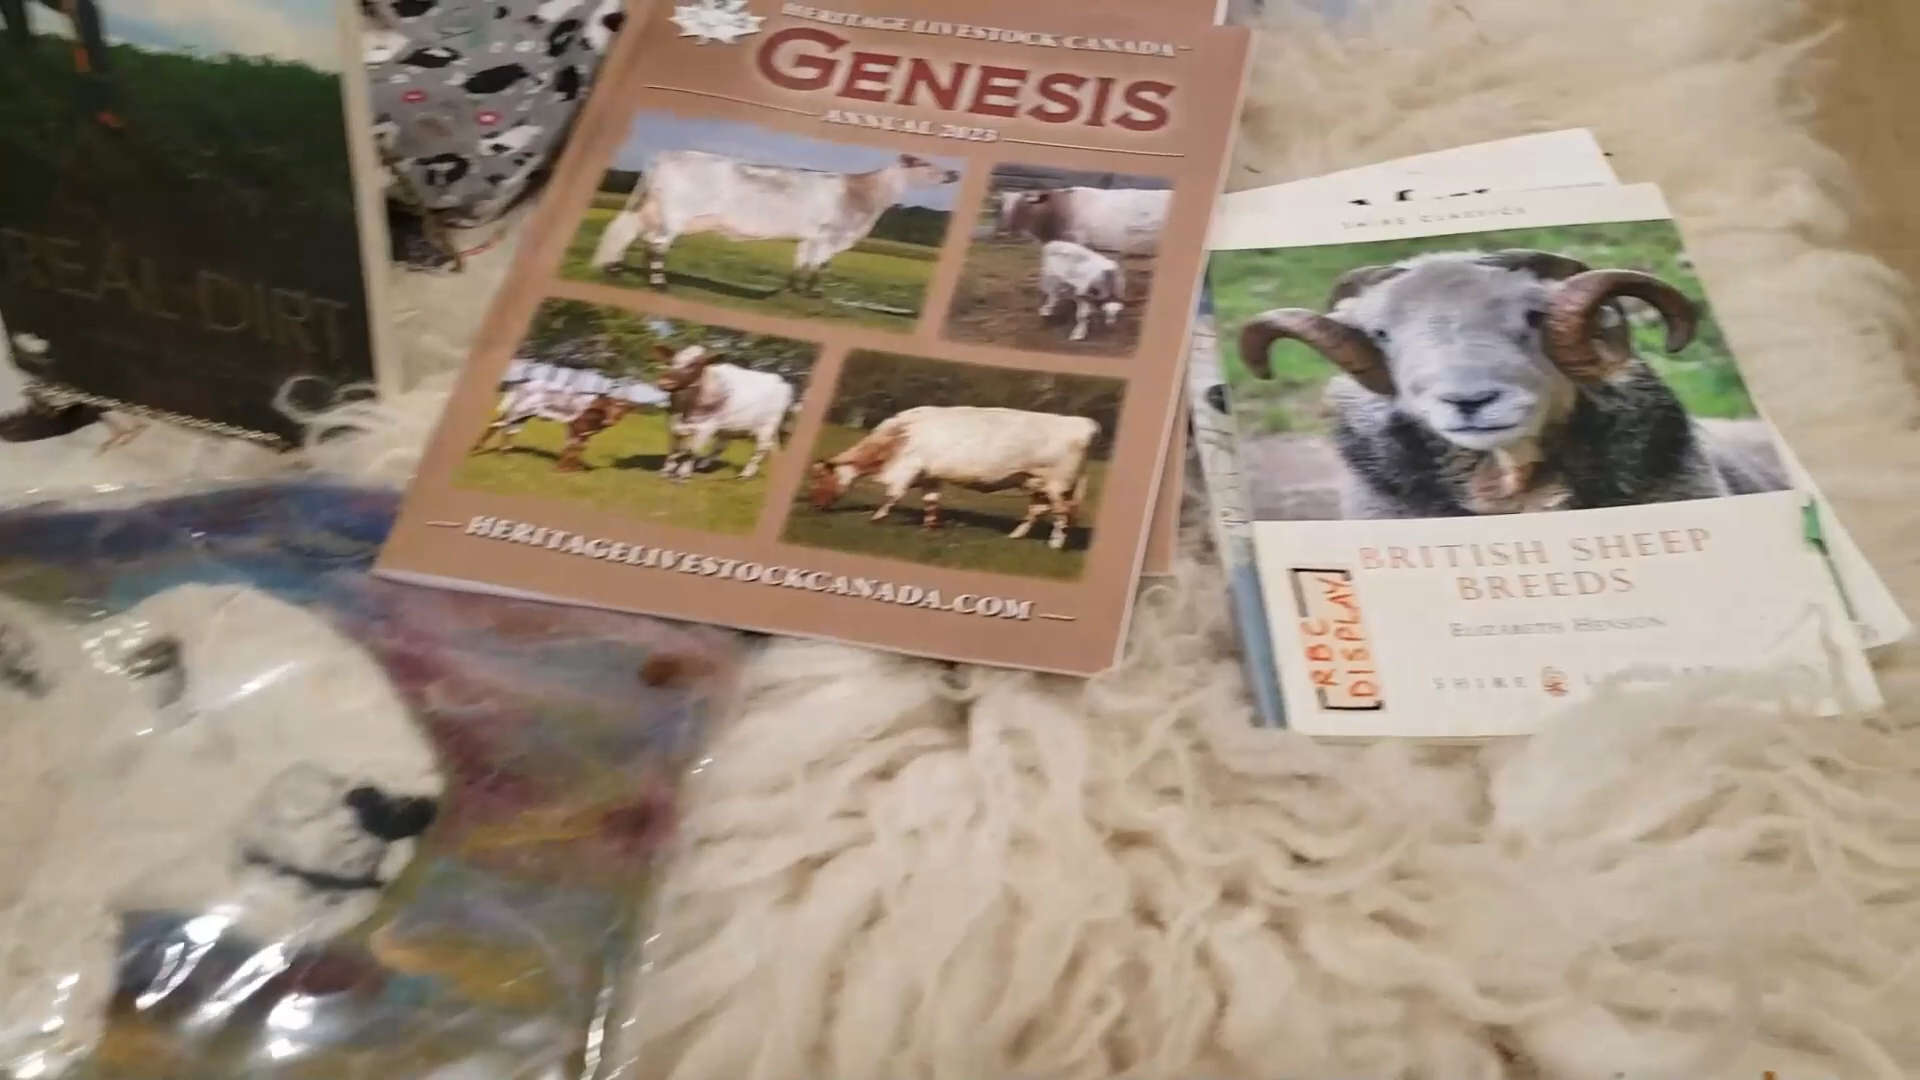 HERITAGE LIVESTOCK CANADA
GENESIS
ANNUAL 2023
HERITAGELIVESTOCKCANADA.COM
REAL DIRT
SHIRE CLASSICS
BRITISH SHEEP
BREEDS
ELIZABETH HENSON
SHIRE
RBC
DISPLAY